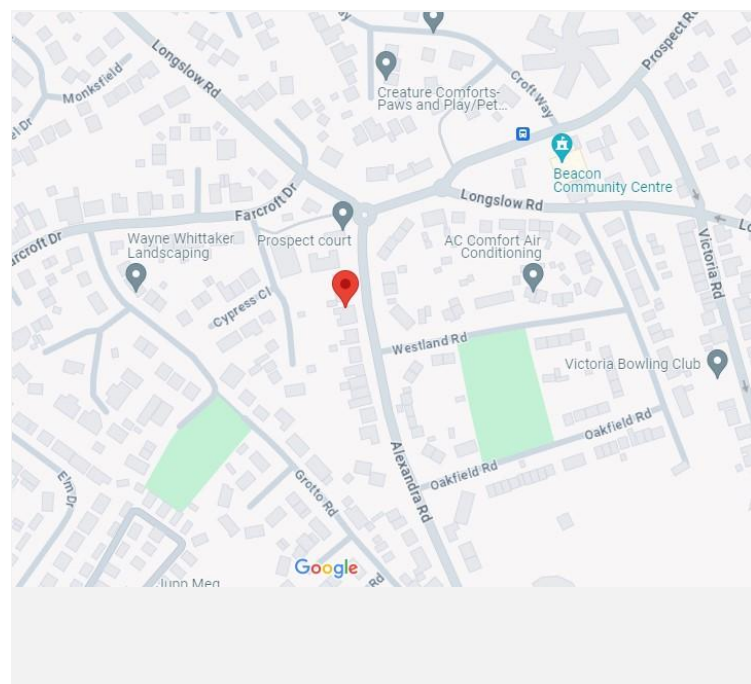 Longslow Rd
Monksfield
Creature Comforts-
Paws and Play/Pet...
Croft Way
Prospect Rd
Beacon
Community Centre
Farcroft Dr
Prospect court
Longslow Rd
Wayne Whittaker
Landscaping
AC Comfort Air
Conditioning
Victoria Rd
Cypress Cl
Westland Rd
Victoria Bowling Club
Alexandra Rd
Oakfield Rd
Oakfield Rd
Elm Dr
Grotto Rd
Google
Rd